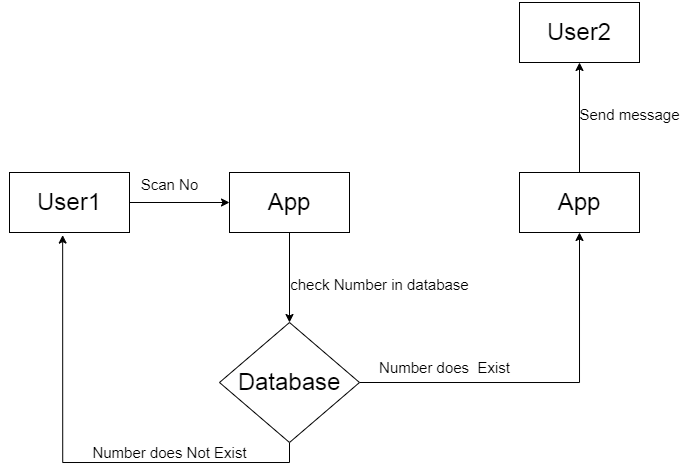 User2
Send message
User1
Scan No
App
App
check Number in database
Database
Number does  Exist
Number does Not Exist